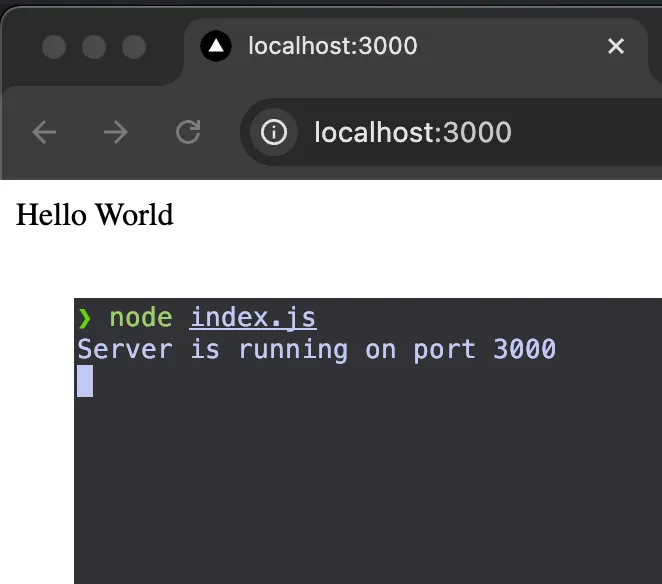 localhost:3000
localhost:3000
Hello World
❯ node index.js
Server is running on port 3000